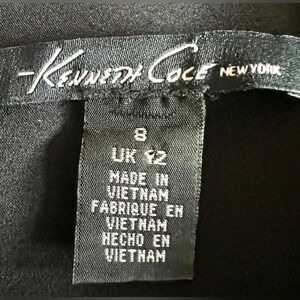 KENNETH COLE NEW YORK
8
UK 12
MADE IN
VIETNAM
FABRIQUE EN
VIETNAM
HECHO EN
VIETNAM